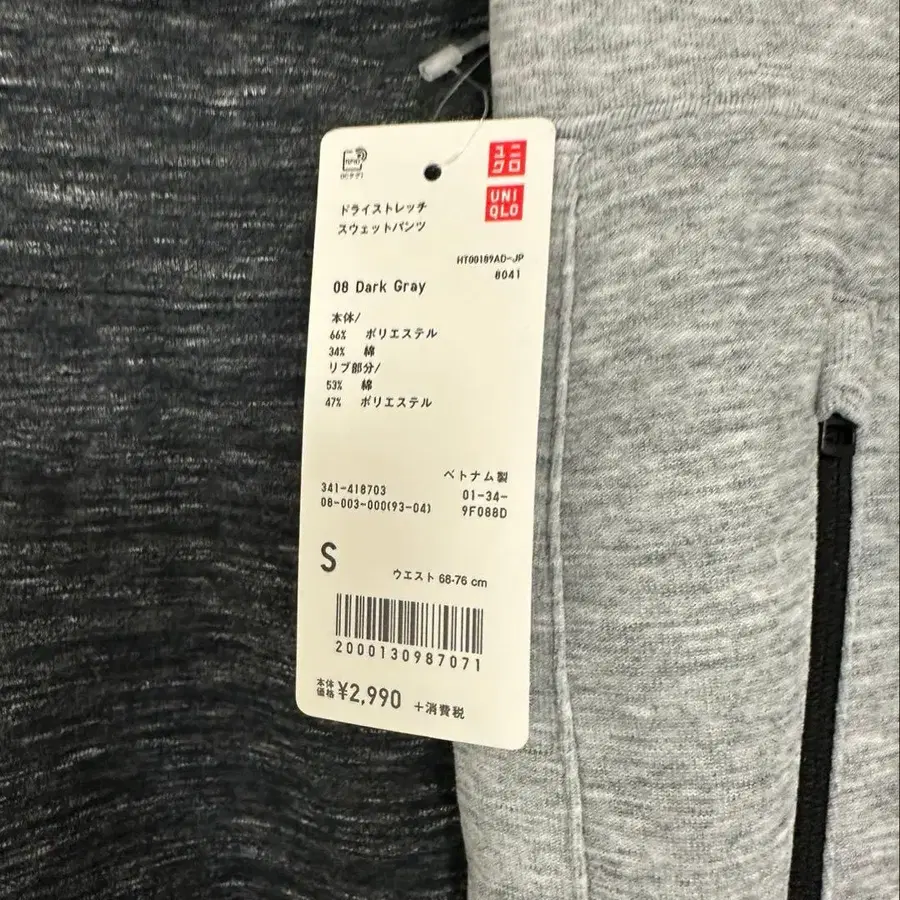 ユニ
クロ
UNI
QLO
ドライストレッチ
スウェットパンツ
HT00189AD-JP
8041
08 Dark Gray
本体/
66% ポリエステル
34% 綿
リブ部分/
53% 綿
47% ポリエステル
ベトナム製
341-418703 01-34-
08-003-000(93-04) 9F088D
S
ウエスト 68-76 cm
2000130987071
本体
価格 ¥2,990 +消費税